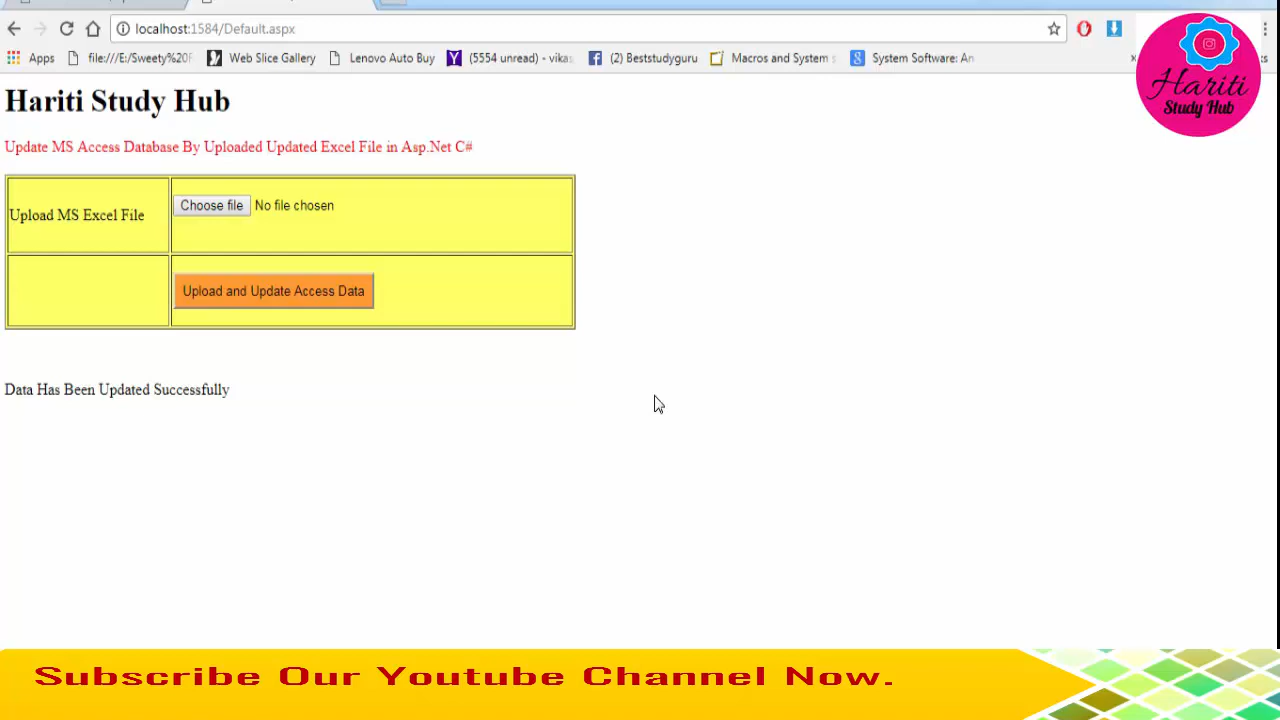 localhost:1584/Default.aspx
Apps file:///E:/Sweety%20F Web Slice Gallery Lenovo Auto Buy (5554 unread) - vikas (2) Beststudyguru Macros and System s System Software: An
Hariti
Study Hub
Hariti Study Hub
Update MS Access Database By Uploaded Updated Excel File in Asp.Net C#
Upload MS Excel File Choose file No file chosen
Upload and Update Access Data
Data Has Been Updated Successfully
Subscribe Our Youtube Channel Now.